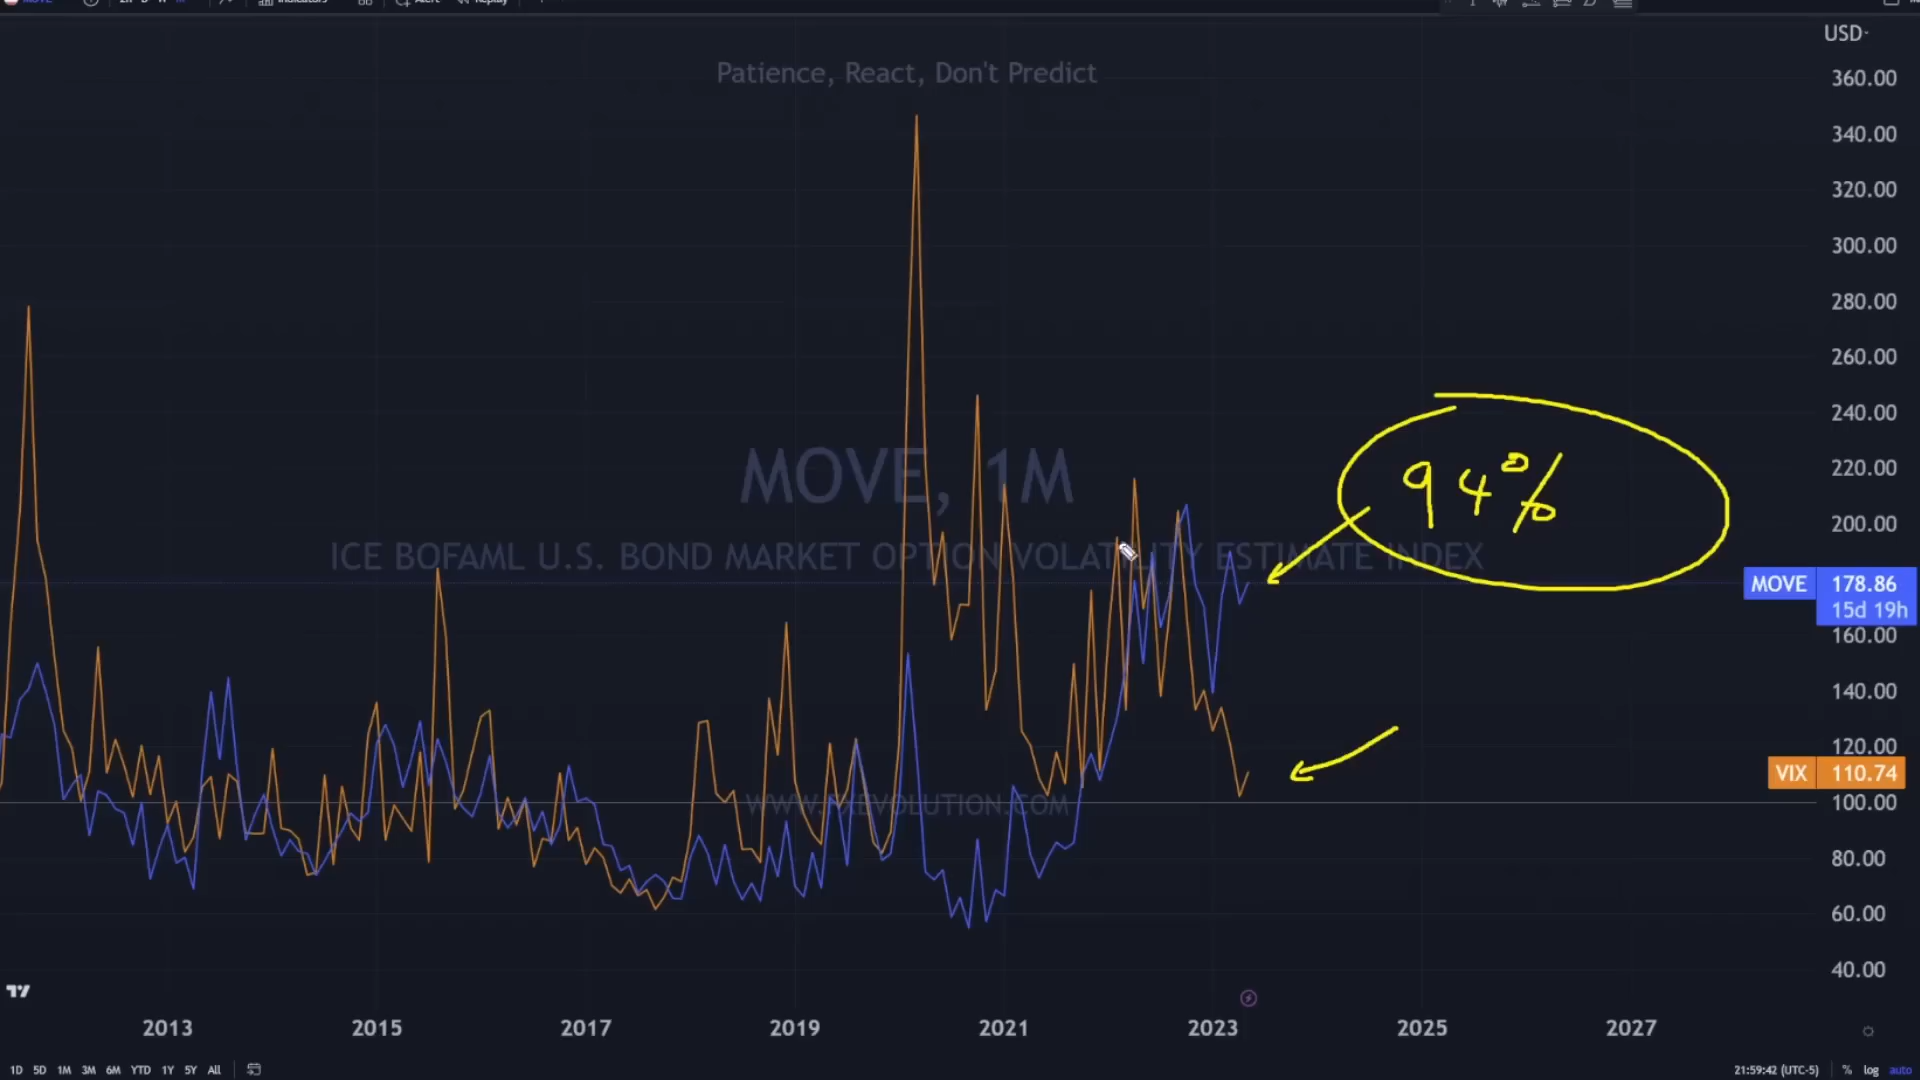 MOVE
Indicators
Alert
Replay
USD
Patience, React, Don't Predict
360.00
340.00
320.00
300.00
280.00
260.00
240.00
220.00
200.00
94%
MOVE, 1M
ICE BOFAML U.S. BOND MARKET OPTION VOLATILITY ESTIMATE INDEX
MOVE 178.86
15d 19h
160.00
140.00
120.00
VIX 110.74
100.00
80.00
60.00
40.00
2013 2015 2017 2019 2021 2023 2025 2027
1D 5D 1M 3M 6M YTD 1Y 5Y All
21:59:42 (UTC-5) % log auto